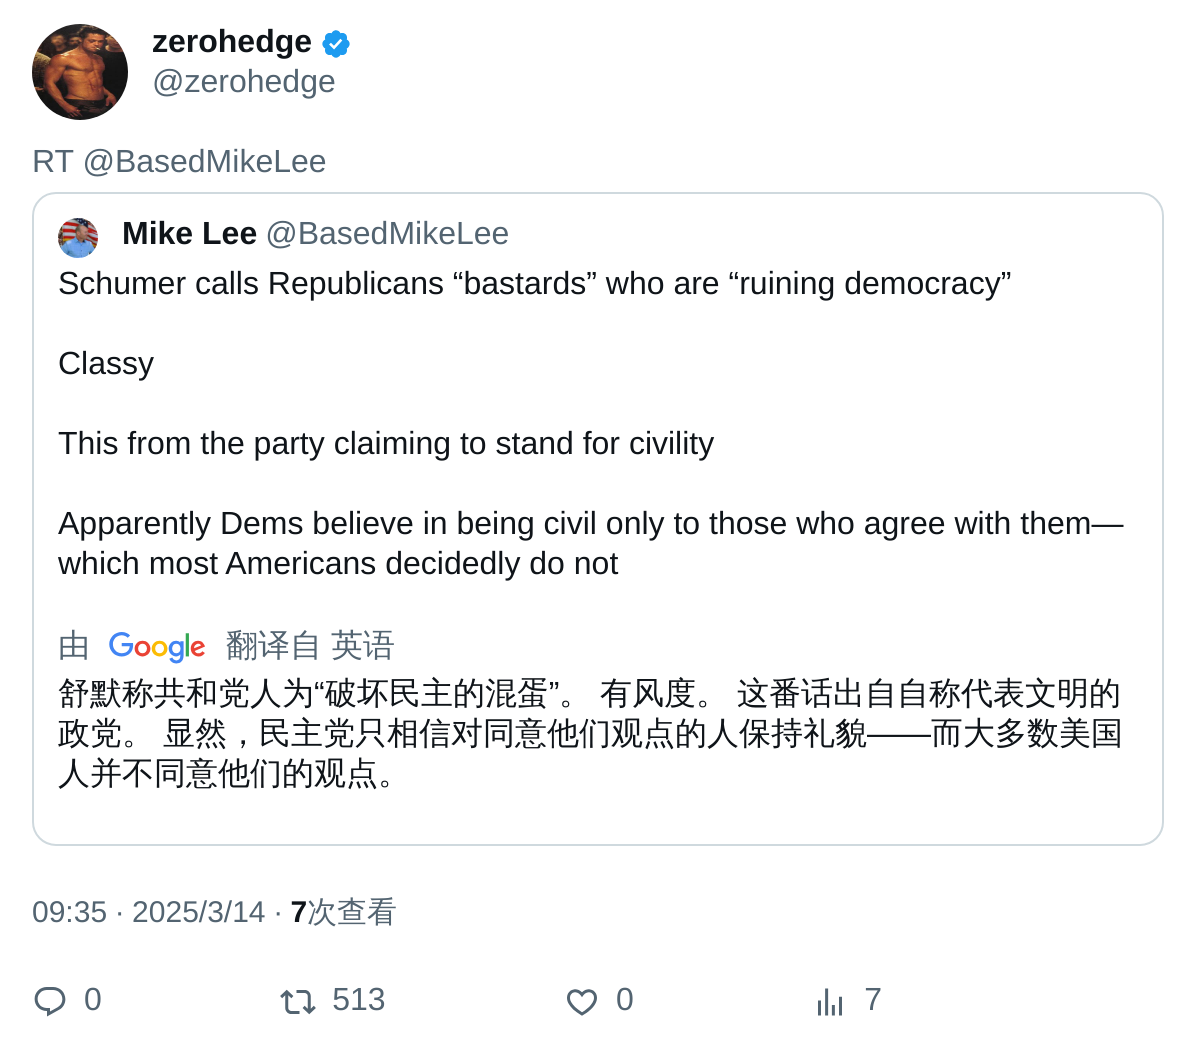 zerohedge
@zerohedge
RT @BasedMikeLee
Mike Lee @BasedMikeLee
Schumer calls Republicans “bastards” who are “ruining democracy”
Classy
This from the party claiming to stand for civility
Apparently Dems believe in being civil only to those who agree with them—
which most Americans decidedly do not
由 Google 翻译自 英语
舒默称共和党人为“破坏民主的混蛋”。 有风度。 这番话出自自称代表文明的
政党。 显然，民主党只相信对同意他们观点的人保持礼貌——而大多数美国
人并不同意他们的观点。
09:35 · 2025/3/14 · 7次查看
0 513 0 7